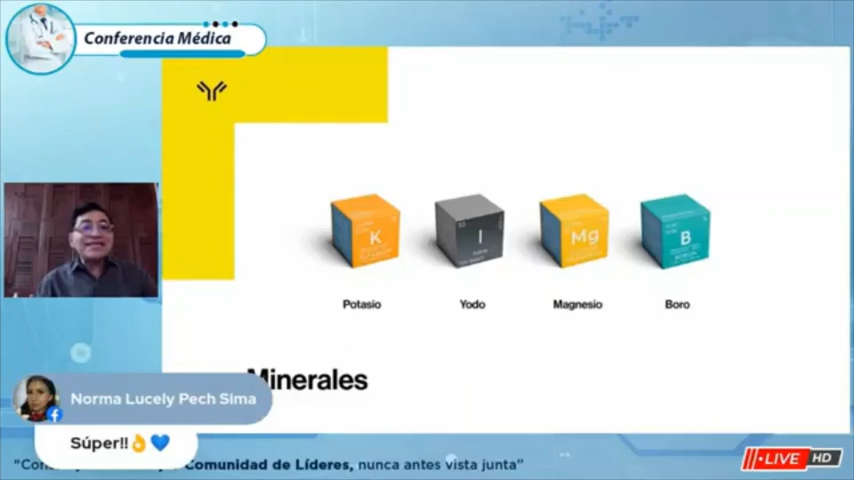 Conferencia Médica
K
I
Mg
B
Potasio
Yodo
Magnesio
Boro
Minerales
Norma Lucely Pech Sima
Súper!!👌💙
Comunidad de Líderes, nunca antes vista junta”
LIVE HD